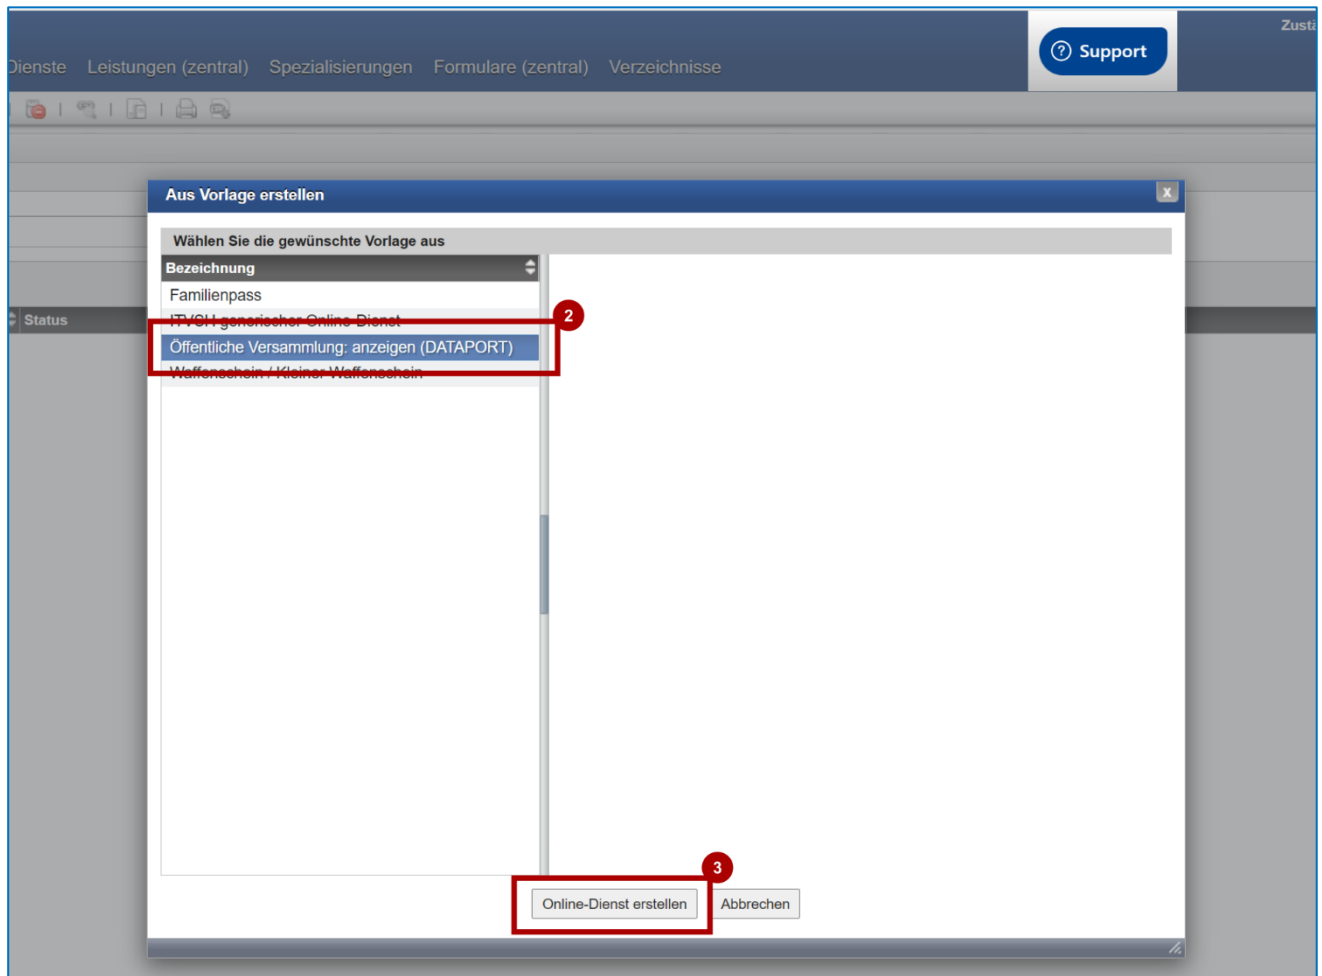 Zustä
Support
Dienste Leistungen (zentral) Spezialisierungen Formulare (zentral) Verzeichnisse
Aus Vorlage erstellen
x
Wählen Sie die gewünschte Vorlage aus
Bezeichnung
Familienpass
Status
ITVSH generischer Online-Dienst
2
Öffentliche Versammlung: anzeigen (DATAPORT)
Waffenschein / Kleiner Waffenschein
3
Online-Dienst erstellen Abbrechen